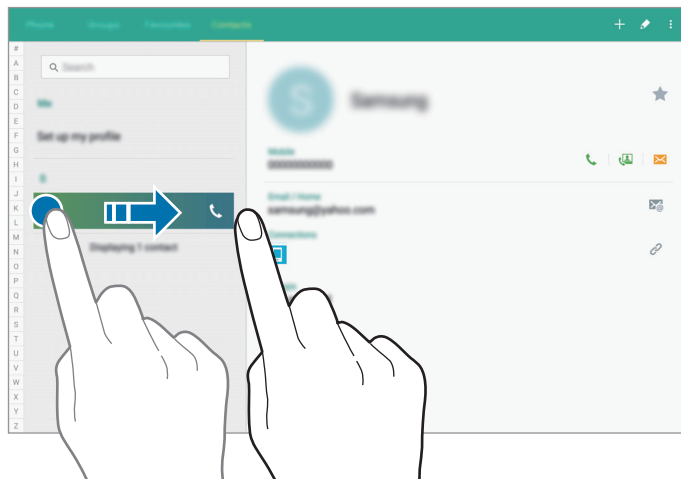 Phone Groups Favourites Contacts
#
A
B
C
D
E
F
G
H
I
J
K
L
M
N
O
P
Q
R
S
T
U
V
W
X
Y
Z
Search
Me
Set up my profile
S
Displaying 1 contact
S Samsung
Mobile
Email / Home
samsung@yahoo.com
Connections